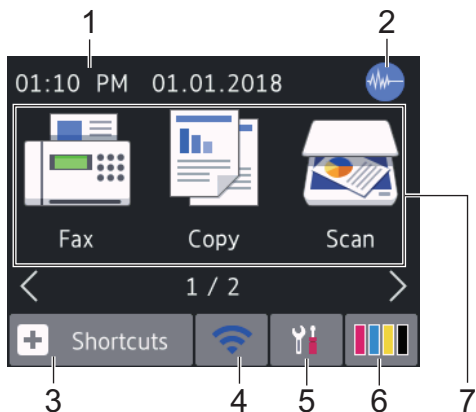 1 2
01:10 PM 01.01.2018
Fax Copy Scan
1 / 2
Shortcuts
3 4 5 6 7